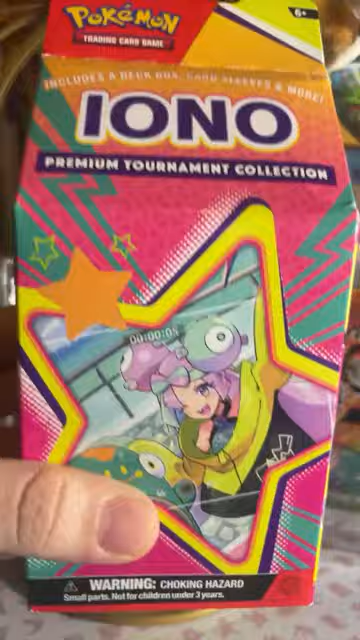 POKÉMON
TRADING CARD GAME
6+
INCLUDES A DECK BOX, CARD SLEEVES & MORE!
IONO
PREMIUM TOURNAMENT COLLECTION
00:00:05
WARNING: CHOKING HAZARD
Small parts. Not for children under 3 years.